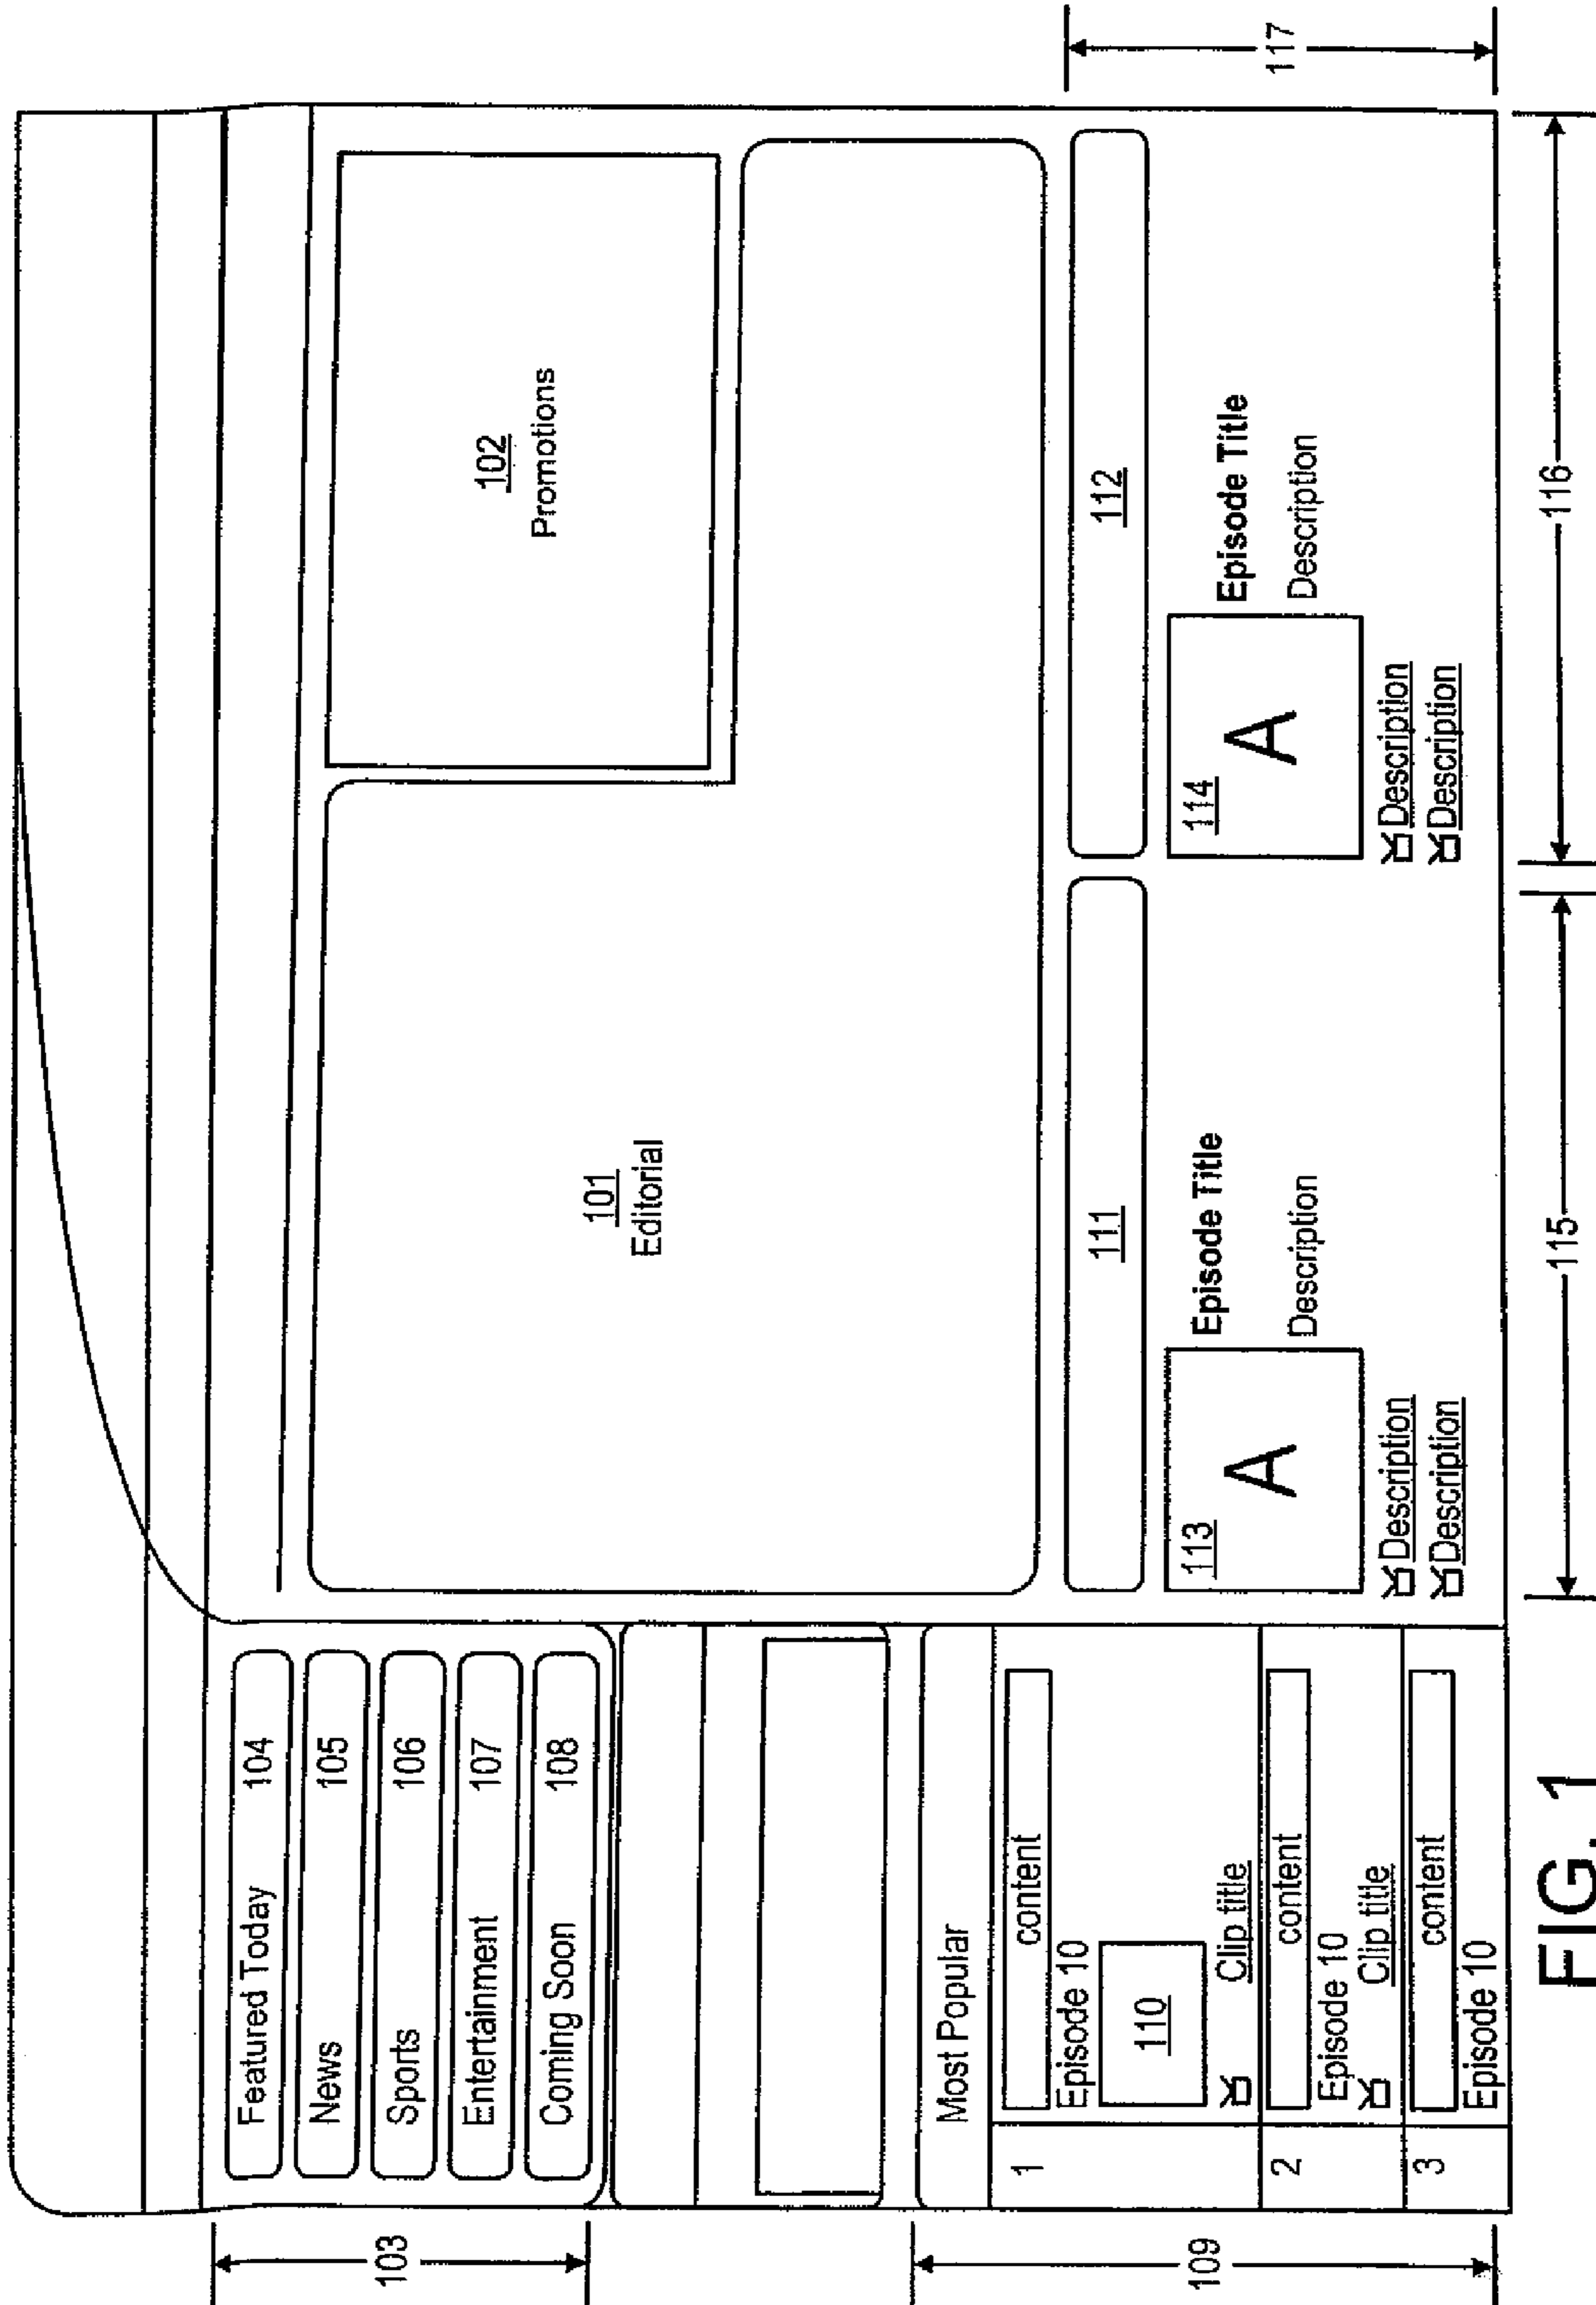 103
Featured Today 104
News 105
Sports 106
Entertainment 107
Coming Soon 108
101
Editorial
102
Promotions
109
Most Popular
1
content
Episode 10
110
Clip title
2
content
Episode 10
Clip title
3
content
Episode 10
111
113
A
Episode Title
Description
Description
Description
112
114
A
Episode Title
Description
Description
Description
117
115
116
FIG. 1